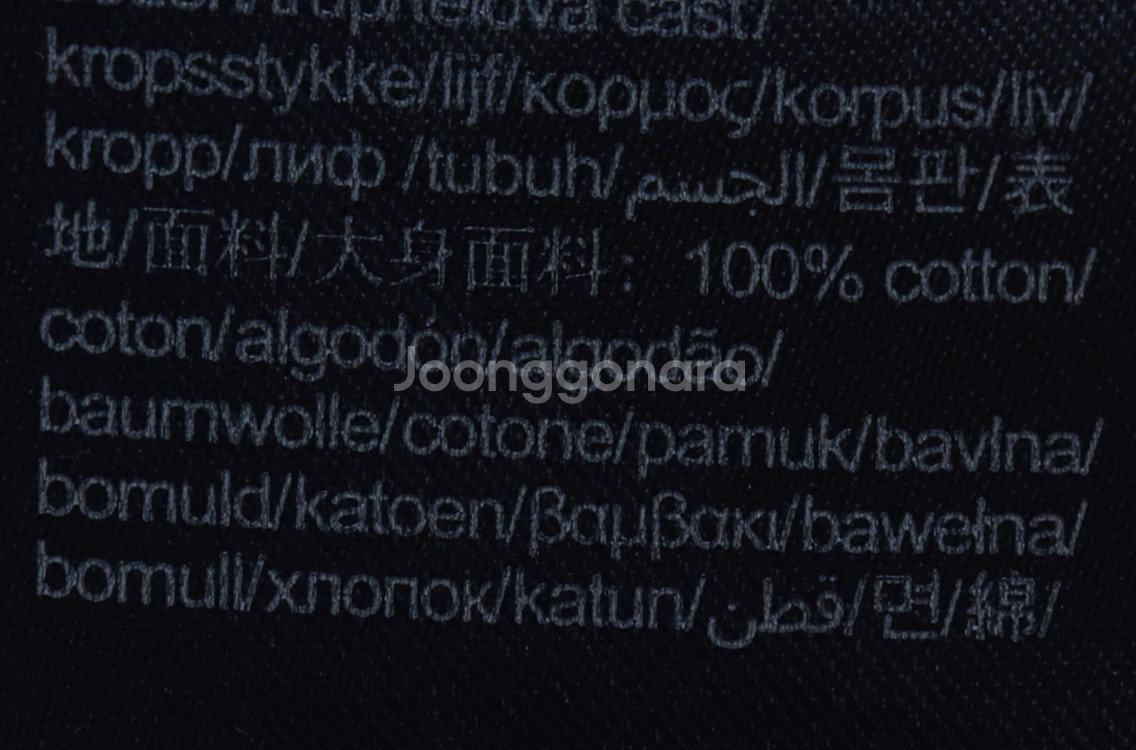 telová časť/
kropsstykke/lijf/κορμος/korpus/liv/
kropp/лиф /tubuh/الجسم/몸판/表
地/面料/大身面料： 100% cotton/
coton/algodón/algodão/
Joonggonara
baumwolle/cotone/pamuk/bavlna/
bomuld/katoen/βαμβακι/bawełna/
bomull/хлопок/katun/قطن/면/綿/